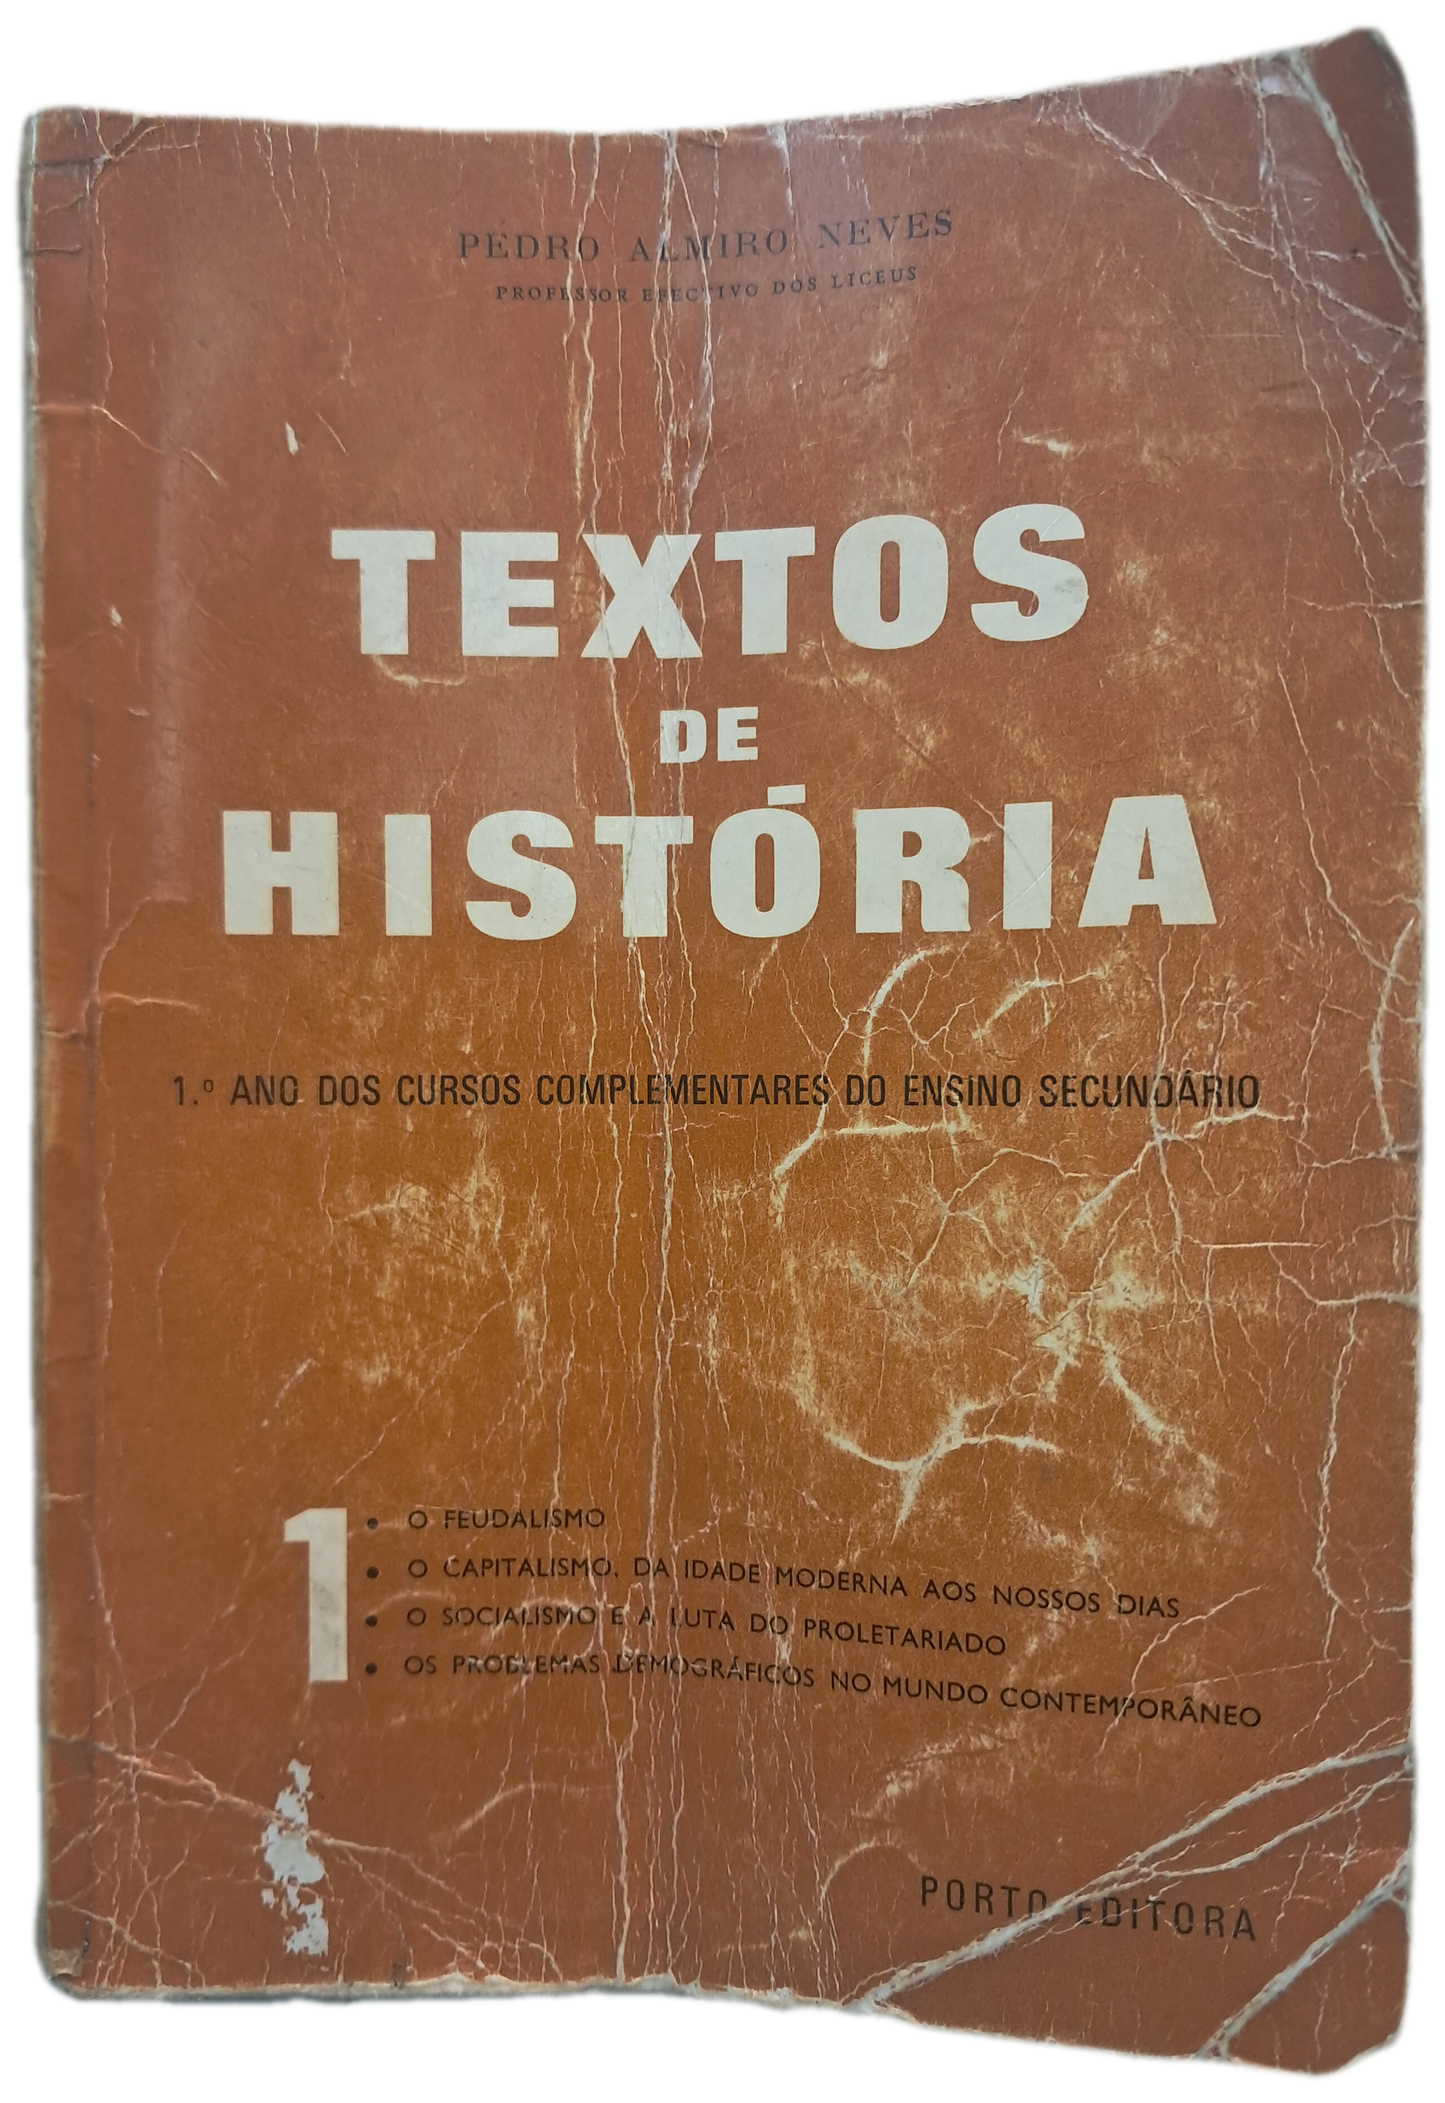 PEDRO ALMIRO NEVES
PROFESSOR EFECTIVO DOS LICEUS
TEXTOS
DE
HISTÓRIA
1.º ANO DOS CURSOS COMPLEMENTARES DO ENSINO SECUNDÁRIO
1
• O FEUDALISMO
• O CAPITALISMO, DA IDADE MODERNA AOS NOSSOS DIAS
• O SOCIALISMO E A LUTA DO PROLETARIADO
• OS PROBLEMAS DEMOGRÁFICOS NO MUNDO CONTEMPORÂNEO
PORTO EDITORA